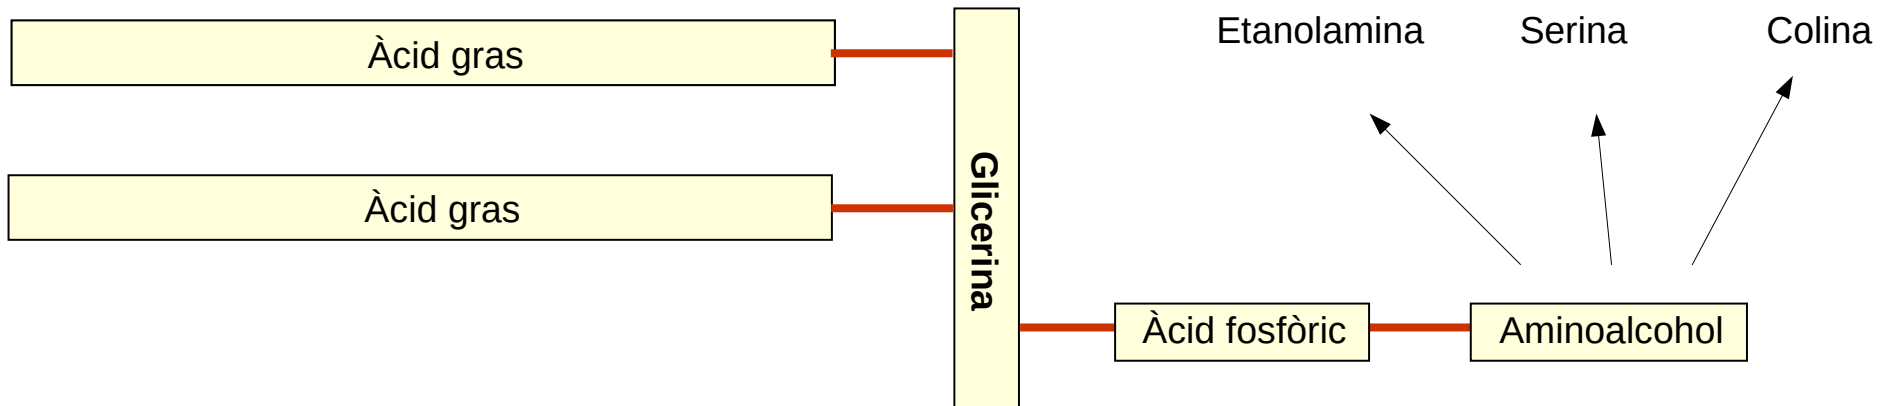 Etanolamina
Serina
Colina
Àcid gras
Àcid gras
Glicerina
Àcid fosfòric
Aminoalcohol